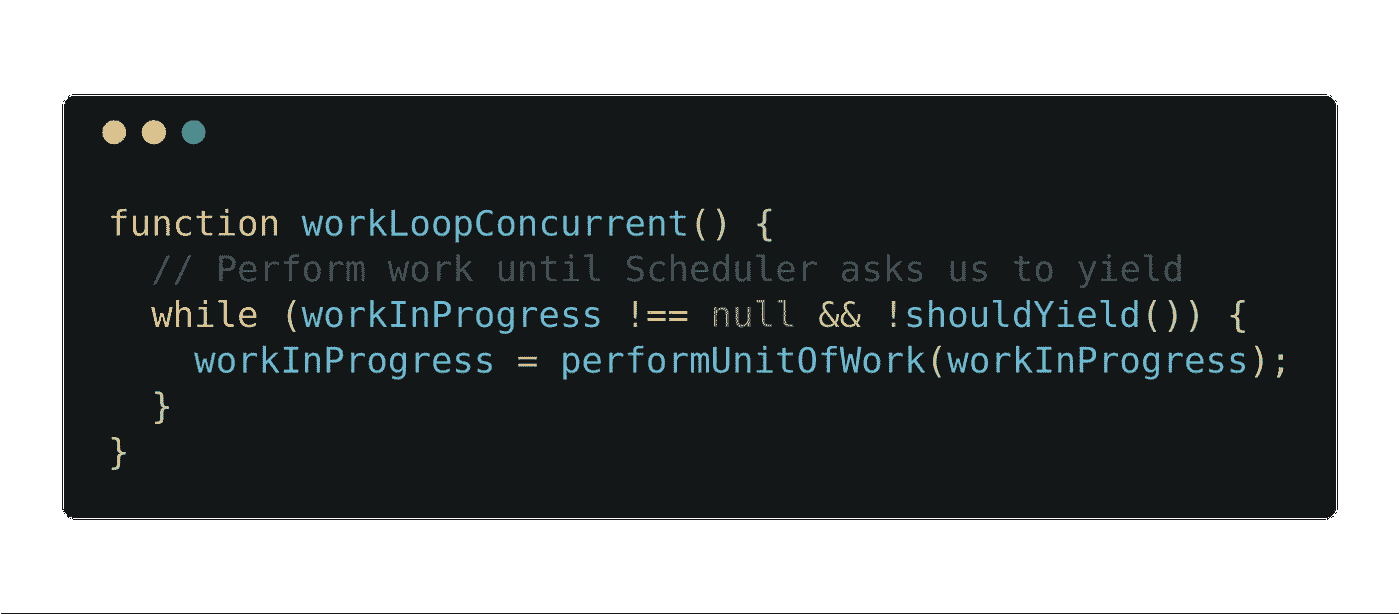 function workLoopConcurrent() {
  // Perform work until Scheduler asks us to yield
  while (workInProgress !== null && !shouldYield()) {
    workInProgress = performUnitOfWork(workInProgress);
  }
}